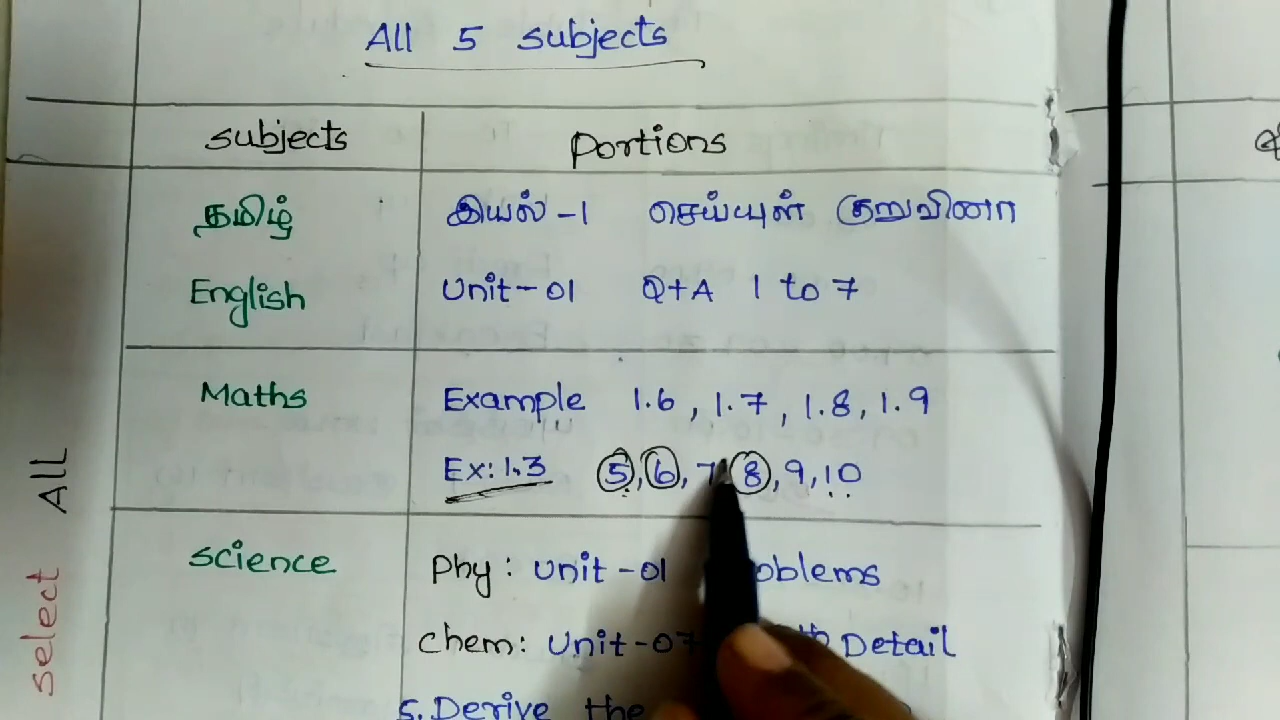 All 5 subjects
Subjects Portions
தமிழ் இயல்-1 செய்யுள் குறுவினா
English Unit-01 Q+A 1 to 7
Maths Example 1.6, 1.7, 1.8, 1.9
Ex: 1.3 5, 6, 7, 8, 9, 10
Science Phy: Unit-01
Chem: Unit-07 Detail
5. Derive the
select ALL